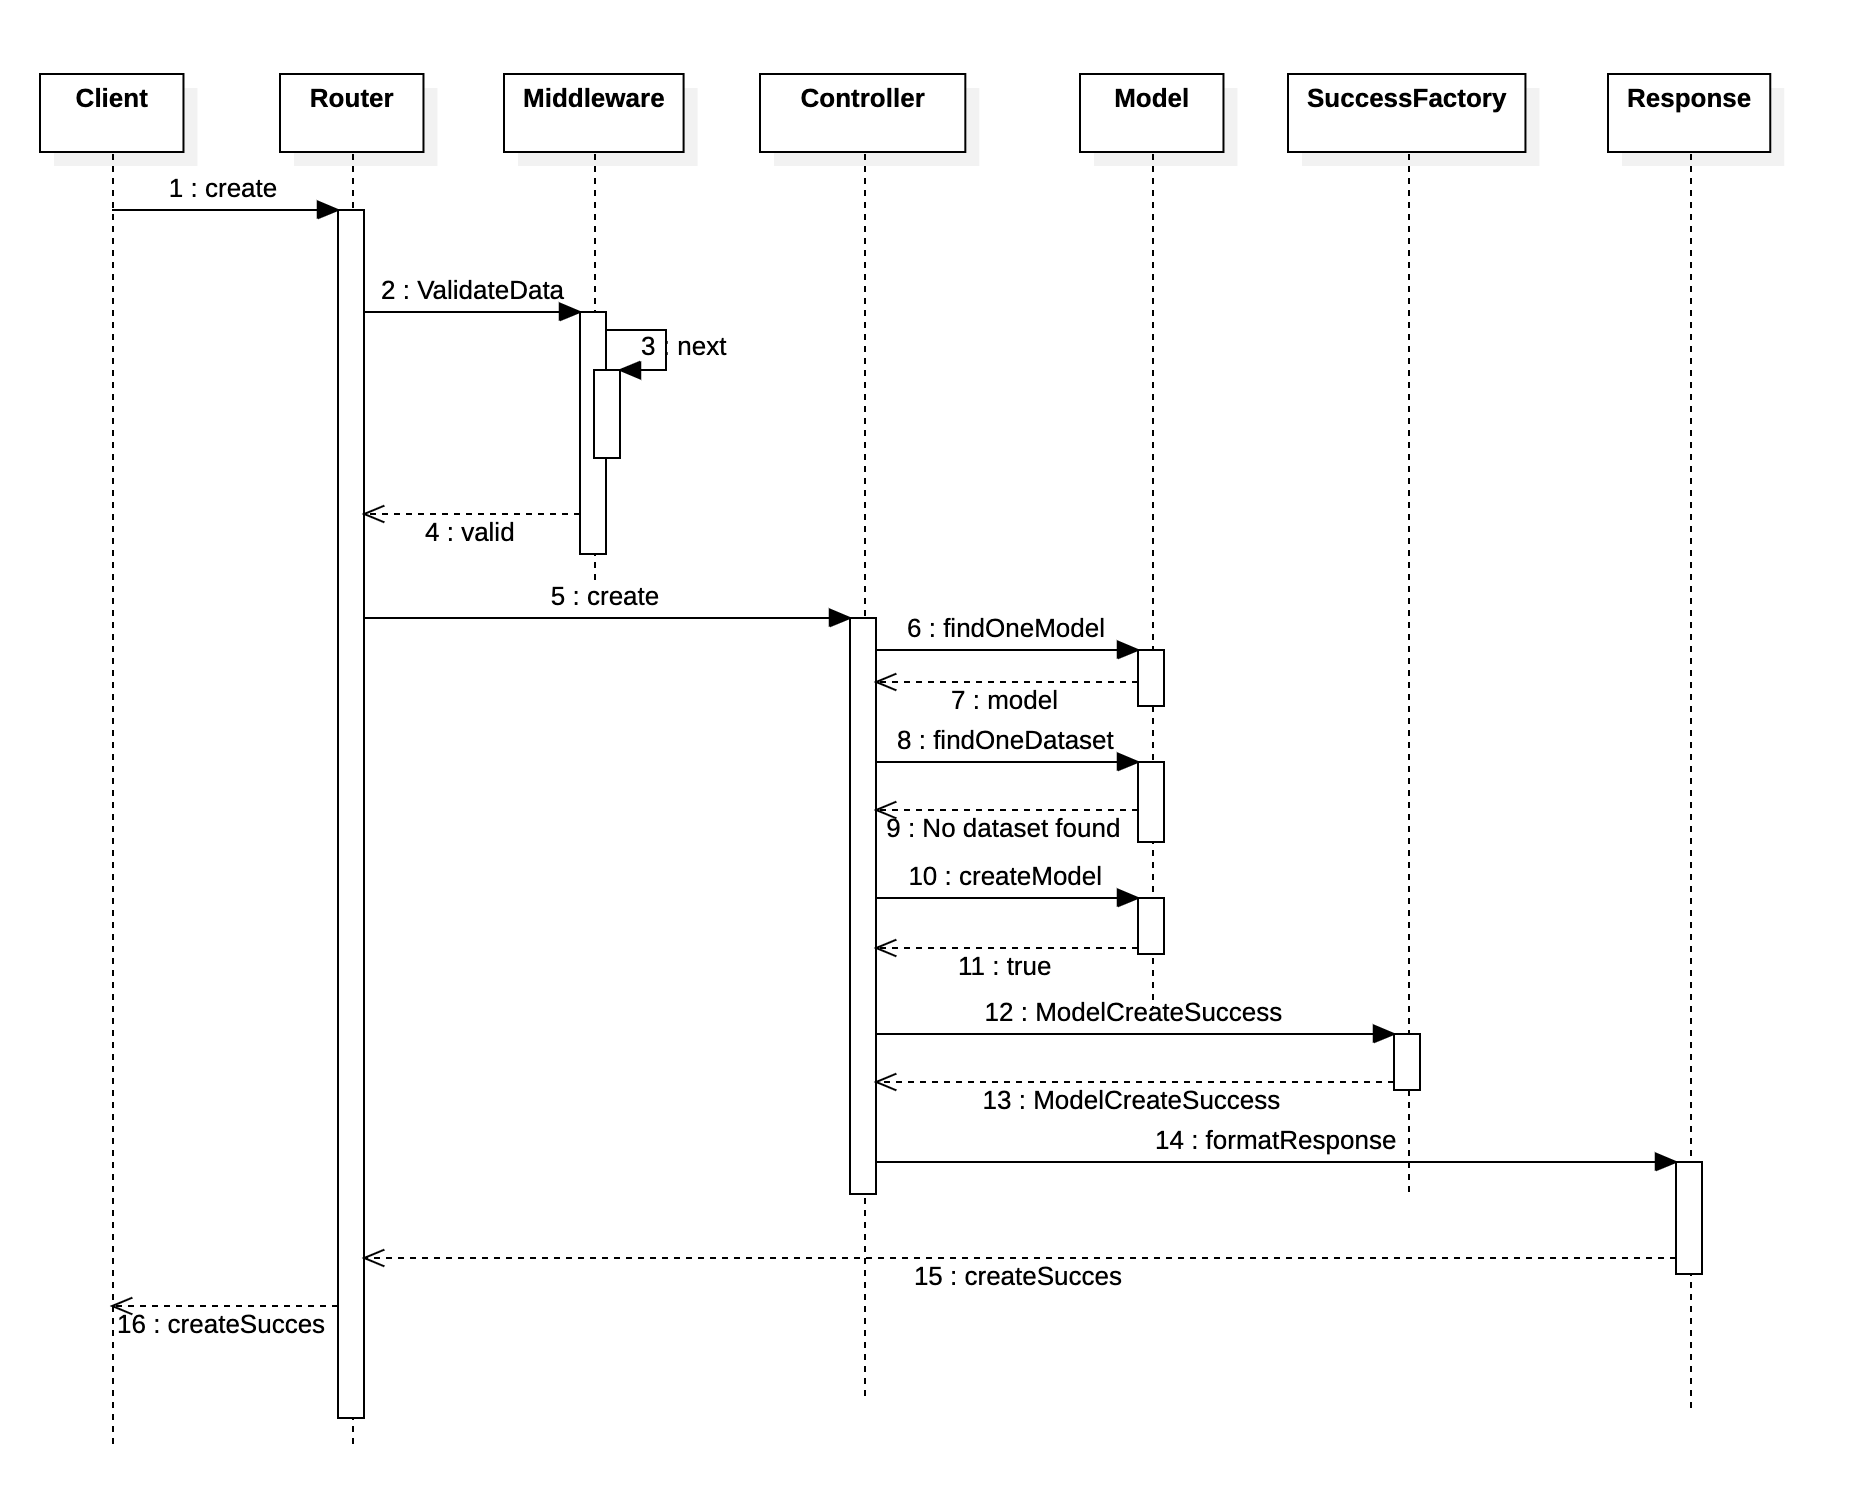 Client
Router
Middleware
Controller
Model
SuccessFactory
Response
1 : create
2 : ValidateData
3 : next
4 : valid
5 : create
6 : findOneModel
7 : model
8 : findOneDataset
9 : No dataset found
10 : createModel
11 : true
12 : ModelCreateSuccess
13 : ModelCreateSuccess
14 : formatResponse
15 : createSucces
16 : createSucces